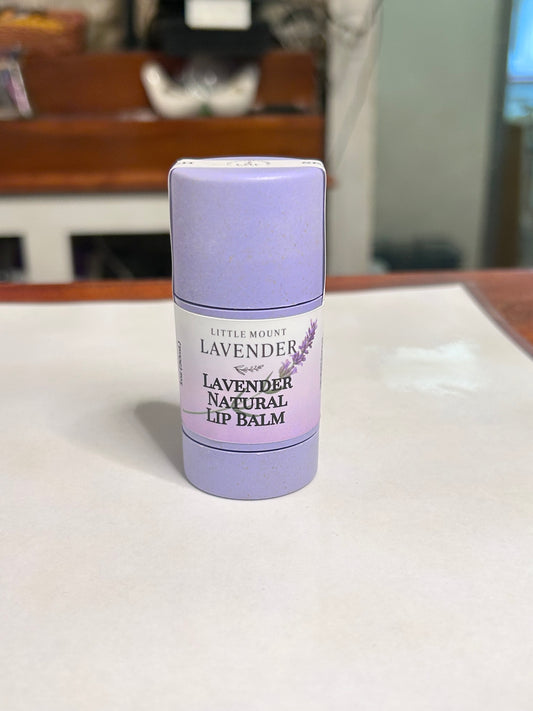 LITTLE MOUNT
LAVENDER
LAVENDER
NATURAL
LIP BALM